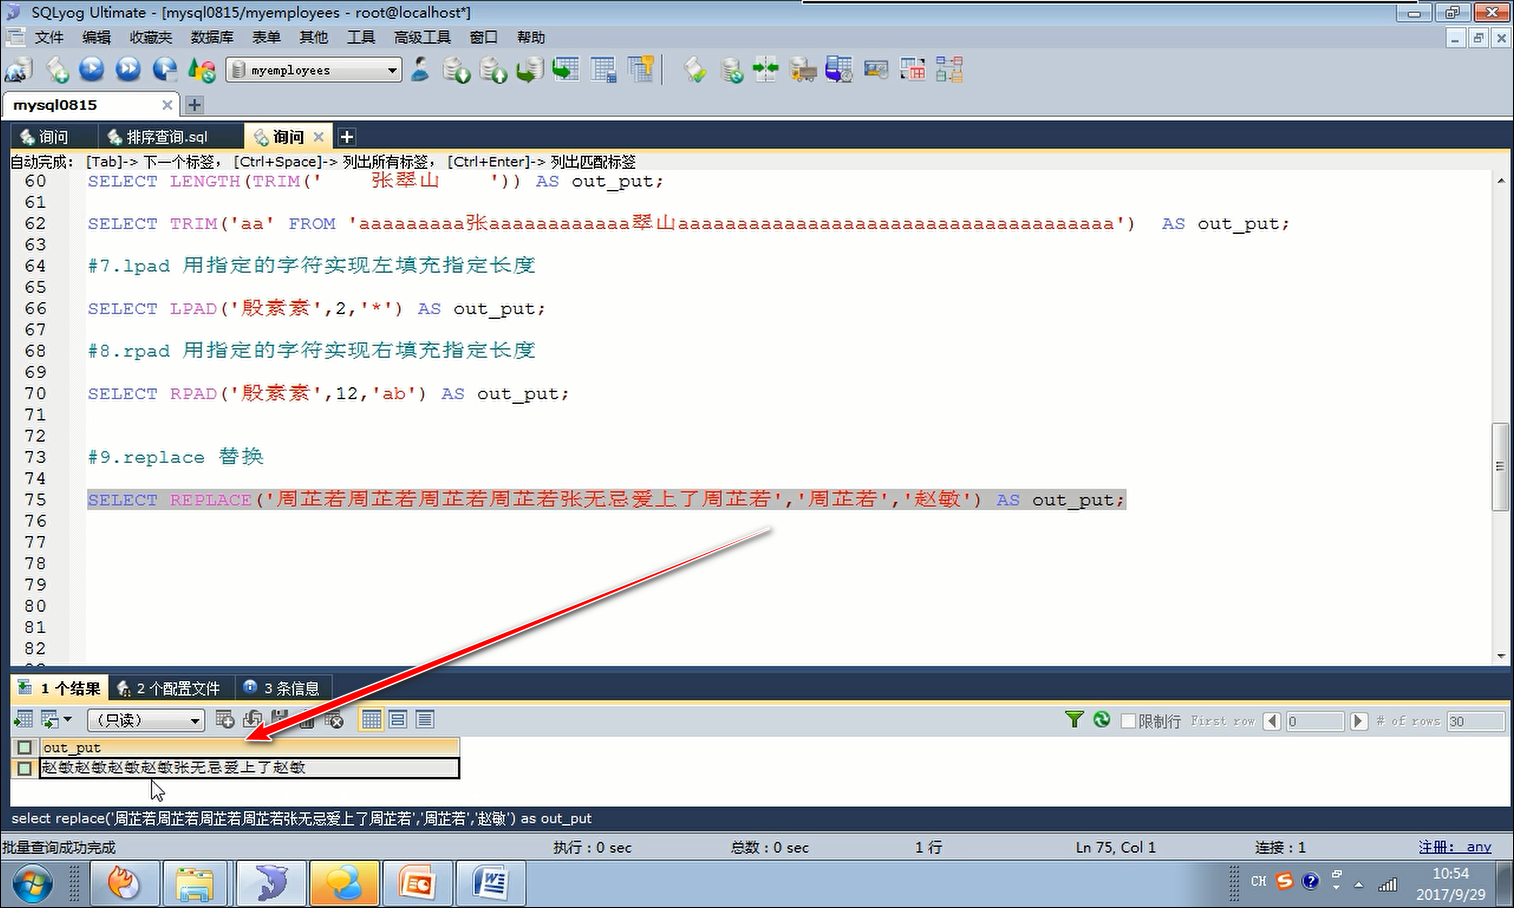 SQLyog Ultimate - [mysql0815/myemployees - root@localhost*]
文件 编辑 收藏夹 数据库 表单 其他 工具 高级工具 窗口 帮助
myemployees
mysql0815
询问 排序查询.sql 询问
自动完成： [Tab]-> 下一个标签， [Ctrl+Space]-> 列出所有标签， [Ctrl+Enter]-> 列出匹配标签
60 SELECT LENGTH(TRIM('    张翠山    ')) AS out_put;
61
62 SELECT TRIM('aa' FROM 'aaaaaaaaa张aaaaaaaaaaaa翠山aaaaaaaaaaaaaaaaaaaaaaaaaaaaaaaaaaaaa')  AS out_put;
63
64 #7.lpad 用指定的字符实现左填充指定长度
65
66 SELECT LPAD('殷素素',2,'*') AS out_put;
67
68 #8.rpad 用指定的字符实现右填充指定长度
69
70 SELECT RPAD('殷素素',12,'ab') AS out_put;
71
72
73 #9.replace 替换
74
75 SELECT REPLACE('周芷若周芷若周芷若周芷若张无忌爱上了周芷若','周芷若','赵敏') AS out_put;
76
77
78
79
80
81
82
1 个结果 2 个配置文件 3 条信息
(只读) 限制行 First row 0 # of rows 30
out_put
赵敏赵敏赵敏赵敏张无忌爱上了赵敏
select replace('周芷若周芷若周芷若周芷若张无忌爱上了周芷若','周芷若','赵敏') as out_put
批量查询成功完成 执行：0 sec 总数：0 sec 1 行 Ln 75, Col 1 连接：1 注册: any
CH 10:54
2017/9/29